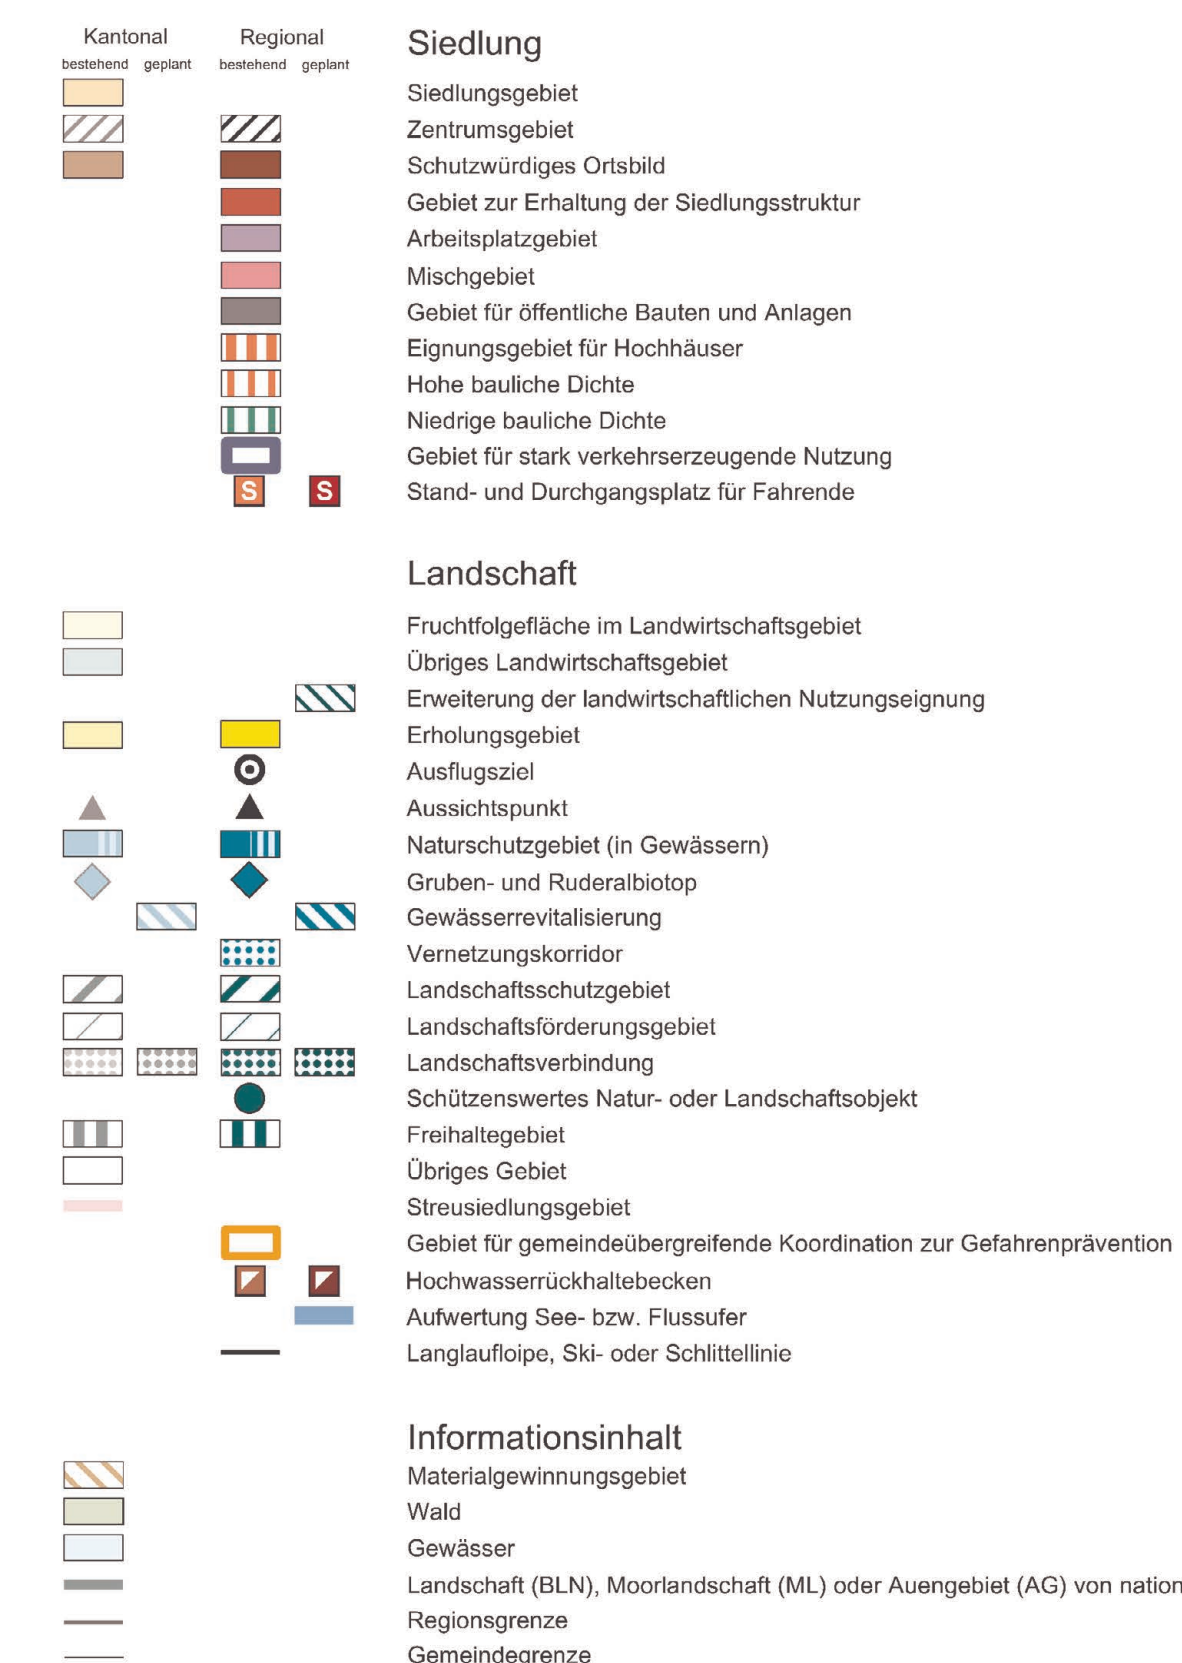 Kantonal Regional Siedlung
bestehend geplant bestehend geplant
Siedlungsgebiet
Zentrumsgebiet
Schutzwürdiges Ortsbild
Gebiet zur Erhaltung der Siedlungsstruktur
Arbeitsplatzgebiet
Mischgebiet
Gebiet für öffentliche Bauten und Anlagen
Eignungsgebiet für Hochhäuser
Hohe bauliche Dichte
Niedrige bauliche Dichte
Gebiet für stark verkehrserzeugende Nutzung
S S Stand- und Durchgangsplatz für Fahrende
Landschaft
Fruchtfolgefläche im Landwirtschaftsgebiet
Übriges Landwirtschaftsgebiet
Erweiterung der landwirtschaftlichen Nutzungseignung
Erholungsgebiet
Ausflugsziel
Aussichtspunkt
Naturschutzgebiet (in Gewässern)
Gruben- und Ruderalbiotop
Gewässerrevitalisierung
Vernetzungskorridor
Landschaftsschutzgebiet
Landschaftsförderungsgebiet
Landschaftsverbindung
Schützenswertes Natur- oder Landschaftsobjekt
Freihaltegebiet
Übriges Gebiet
Streusiedlungsgebiet
Gebiet für gemeindeübergreifende Koordination zur Gefahrenprävention
Hochwasserrückhaltebecken
Aufwertung See- bzw. Flussufer
Langlaufloipe, Ski- oder Schlittellinie
Informationsinhalt
Materialgewinnungsgebiet
Wald
Gewässer
Landschaft (BLN), Moorlandschaft (ML) oder Auengebiet (AG) von nation
Regionsgrenze
Gemeindegrenze